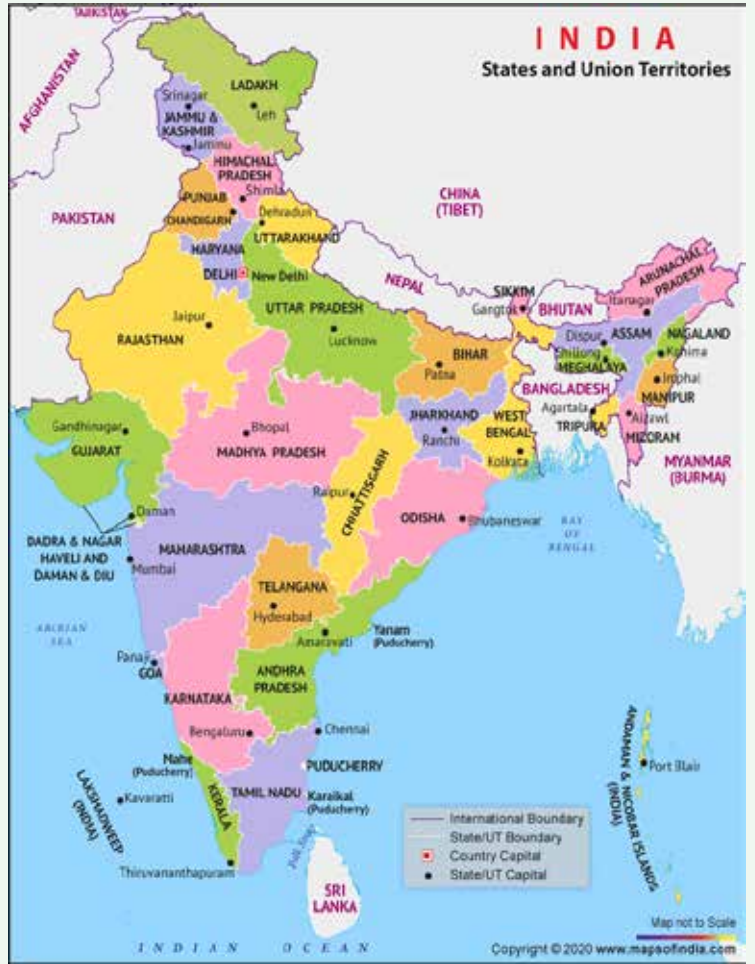 INDIA
States and Union Territories
TAJIKISTAN
AFGHANISTAN
PAKISTAN
CHINA
(TIBET)
NEPAL
BHUTAN
BANGLADESH
MYANMAR
(BURMA)
SRI
LANKA
LADAKH
Leh
Srinagar
JAMMU &
KASHMIR
Jammu
HIMACHAL
PRADESH
Shimla
PUNJAB
CHANDIGARH
Dehradun
UTTARAKHAND
HARYANA
DELHI
New Delhi
UTTAR PRADESH
Lucknow
Jaipur
RAJASTHAN
BIHAR
Patna
SIKKIM
Gangtok
ARUNACHAL
PRADESH
Itanagar
Dispur
ASSAM
NAGALAND
Kohima
Shillong
MEGHALAYA
Imphal
MANIPUR
Agartala
TRIPURA
Aizawl
MIZORAM
Gandhinagar
GUJARAT
Bhopal
MADHYA PRADESH
JHARKHAND
Ranchi
WEST
BENGAL
Kolkata
Raipur
CHHATTISGARH
ODISHA
Bhubaneswar
BAY
OF
BENGAL
Daman
DADRA & NAGAR
HAVELI AND
DAMAN & DIU
Mumbai
MAHARASHTRA
TELANGANA
Hyderabad
Amaravati
Yanam
(Puducherry)
ARABIAN
SEA
Panaji
GOA
KARNATAKA
ANDHRA
PRADESH
Bengaluru
Chennai
Mahe
(Puducherry)
PUDUCHERRY
TAMIL NADU
Karaikal
(Puducherry)
KERALA
LAKSHADWEEP
(INDIA)
Kavaratti
Thiruvananthapuram
ANDAMAN & NICOBAR ISLANDS
(INDIA)
Port Blair
International Boundary
State/UT Boundary
Country Capital
State/UT Capital
Map not to Scale
INDIAN OCEAN
Copyright © 2020 www.mapsofindia.com